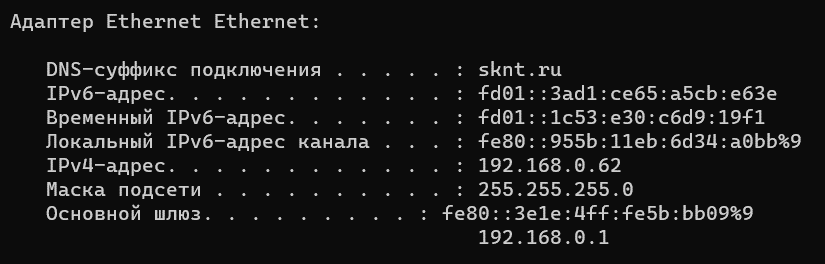 Адаптер Ethernet Ethernet:
DNS-суффикс подключения . . . . . : sknt.ru
IPv6-адрес. . . . . . . . . . . . : fd01::3ad1:ce65:a5cb:e63e
Временный IPv6-адрес. . . . . . . : fd01::1c53:e30:c6d9:19f1
Локальный IPv6-адрес канала . . . : fe80::955b:11eb:6d34:a0bb%9
IPv4-адрес. . . . . . . . . . . . : 192.168.0.62
Маска подсети . . . . . . . . . . : 255.255.255.0
Основной шлюз. . . . . . . . . : fe80::3e1e:4ff:fe5b:bb09%9
192.168.0.1